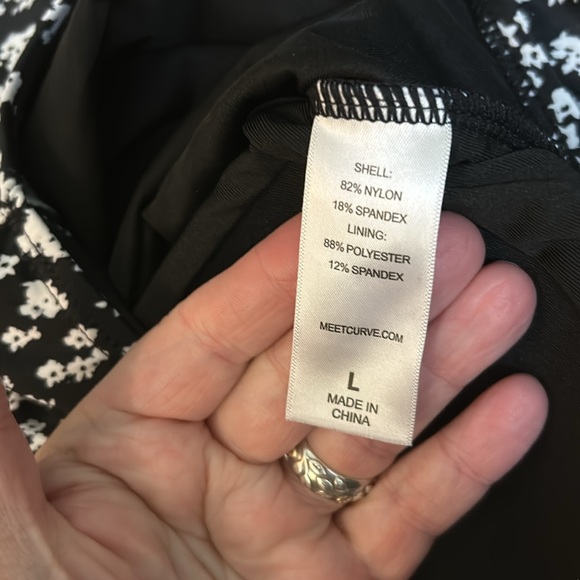 SHELL:
82% NYLON
18% SPANDEX
LINING:
88% POLYESTER
12% SPANDEX
MEETCURVE.COM
L
MADE IN
CHINA